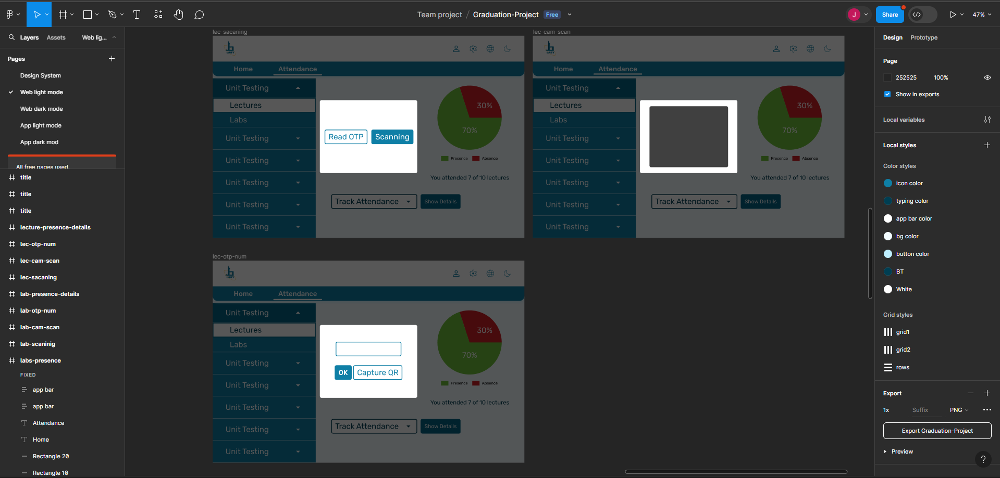 Team project / Graduation-Project Free
J
Share
47%
Layers Assets Web lig...
Pages
Design System
Web light mode
Web dark mode
App light mode
App dark mod
All free pages used.
title
title
title
lecture-presence-details
lec-otp-num
lec-cam-scan
lec-sacaning
lab-presence-details
lab-otp-num
lab-cam-scan
lab-scaninig
labs-presence
FIXED
app bar
app bar
Attendance
Home
Rectangle 20
Rectangle 10
lec-sacaning
LABY
Home Attendance
Unit Testing
Lectures
Labs
Unit Testing
Unit Testing
Unit Testing
Unit Testing
Unit Testing
Read OTP Scanning
30%
70%
Presence Absence
You attended 7 of 10 lectures
Track Attendance Show Details
lec-cam-scan
LABY
Home Attendance
Unit Testing
Lectures
Labs
Unit Testing
Unit Testing
Unit Testing
Unit Testing
Unit Testing
30%
70%
Presence Absence
You attended 7 of 10 lectures
Track Attendance Show Details
lec-otp-num
LABY
Home Attendance
Unit Testing
Lectures
Labs
Unit Testing
Unit Testing
Unit Testing
Unit Testing
Unit Testing
OK Capture QR
30%
70%
Presence Absence
You attended 7 of 10 lectures
Track Attendance Show Details
Design Prototype
Page
252525 100%
Show in exports
Local variables
Local styles
Color styles
icon color
typing color
app bar color
bg color
button color
BT
White
Grid styles
grid1
grid2
rows
Export
1x Suffix PNG
Export Graduation-Project
Preview
?